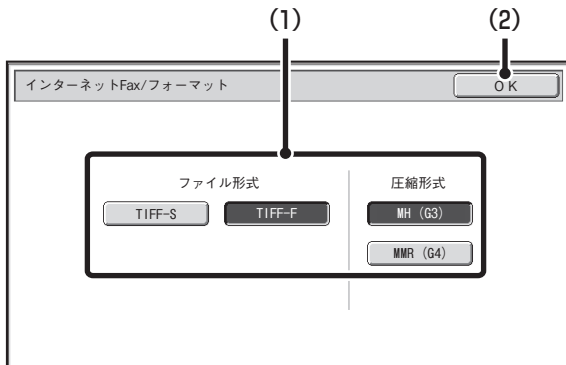 (1) (2)
インターネットFax/フォーマット OK
ファイル形式 圧縮形式
TIFF-S TIFF-F MH (G3)
MMR (G4)